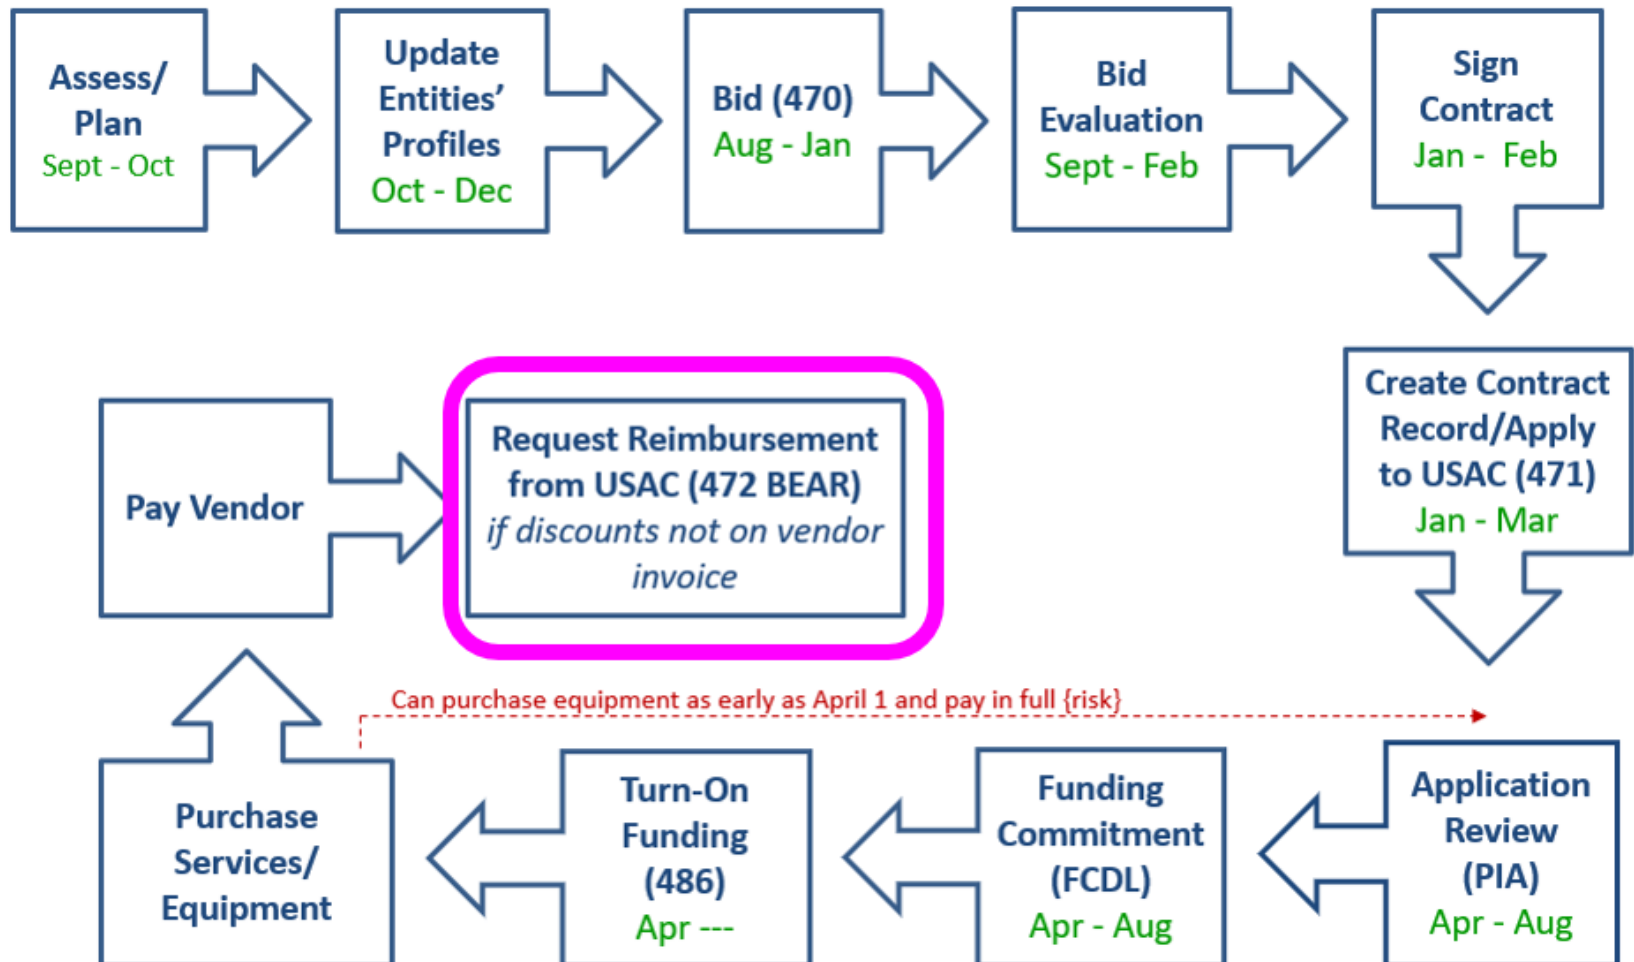 Assess/
Plan
Sept - Oct
Update
Entities’
Profiles
Oct - Dec
Bid (470)
Aug - Jan
Bid
Evaluation
Sept - Feb
Sign
Contract
Jan - Feb
Create Contract
Record/Apply
to USAC (471)
Jan - Mar
Application
Review
(PIA)
Apr - Aug
Funding
Commitment
(FCDL)
Apr - Aug
Turn-On
Funding
(486)
Apr ---
Purchase
Services/
Equipment
Can purchase equipment as early as April 1 and pay in full {risk}
Pay Vendor
Request Reimbursement
from USAC (472 BEAR)
if discounts not on vendor
invoice